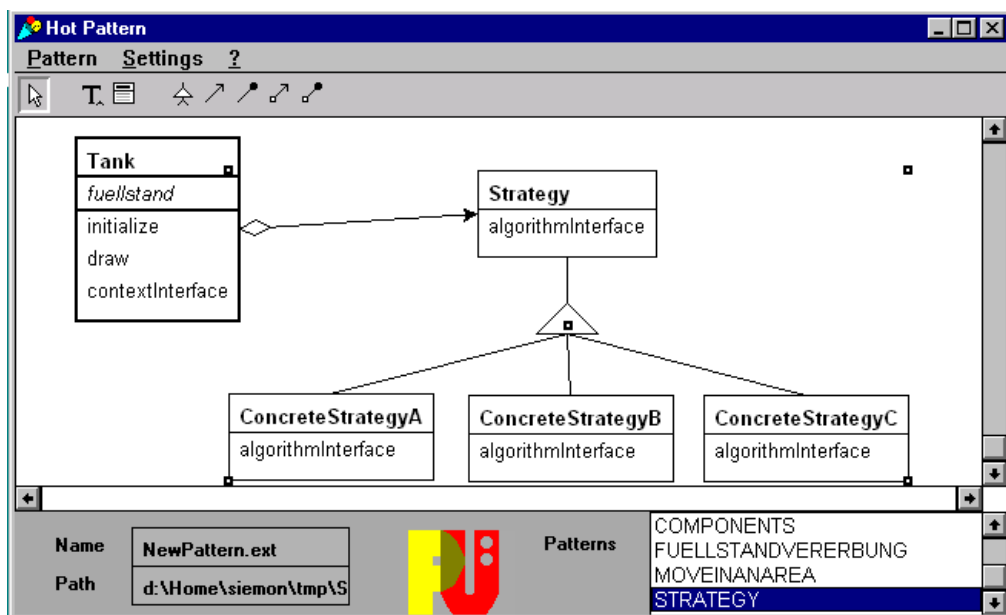 Hot Pattern
Pattern Settings ?
T
Tank
fuellstand
initialize
draw
contextInterface
Strategy
algorithmInterface
ConcreteStrategyA
algorithmInterface
ConcreteStrategyB
algorithmInterface
ConcreteStrategyC
algorithmInterface
Name NewPattern.ext
Path d:\Home\siemon\tmp\S
Patterns
COMPONENTS
FUELLSTANDVERERBUNG
MOVEINANAREA
STRATEGY